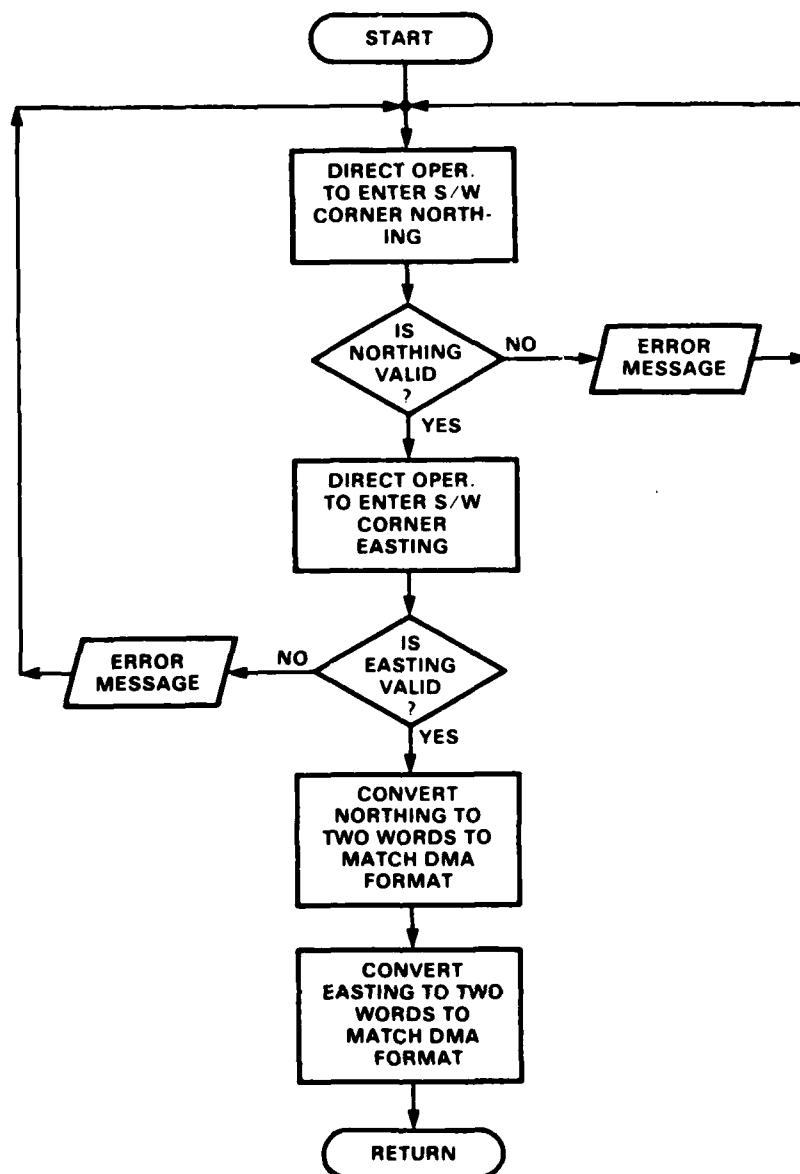 START
DIRECT OPER.
TO ENTER S/W
CORNER NORTH-
ING
IS
NORTHING
VALID
?
NO
ERROR
MESSAGE
YES
DIRECT OPER.
TO ENTER S/W
CORNER
EASTING
IS
EASTING
VALID
?
NO
ERROR
MESSAGE
YES
CONVERT
NORTHING TO
TWO WORDS TO
MATCH DMA
FORMAT
CONVERT
EASTING TO TWO
WORDS TO
MATCH DMA
FORMAT
RETURN